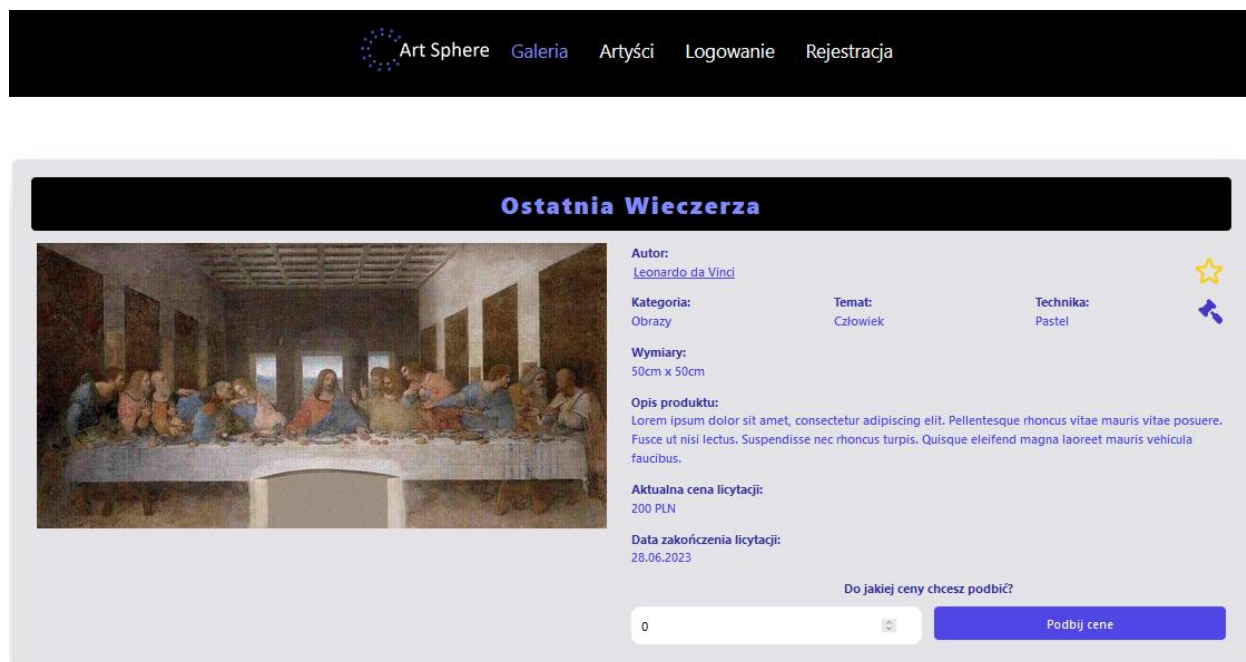 Art Sphere Galeria Artyści Logowanie Rejestracja
Ostatnia Wieczerza
Autor:
Leonardo da Vinci
Kategoria: Temat: Technika:
Obrazy Człowiek Pastel
Wymiary:
50cm x 50cm
Opis produktu:
Lorem ipsum dolor sit amet, consectetur adipiscing elit. Pellentesque rhoncus vitae mauris vitae posuere.
Fusce ut nisi lectus. Suspendisse nec rhoncus turpis. Quisque eleifend magna laoreet mauris vehicula
faucibus.
Aktualna cena licytacji:
200 PLN
Data zakończenia licytacji:
28.06.2023
Do jakiej ceny chcesz podbić?
0 Podbij cene